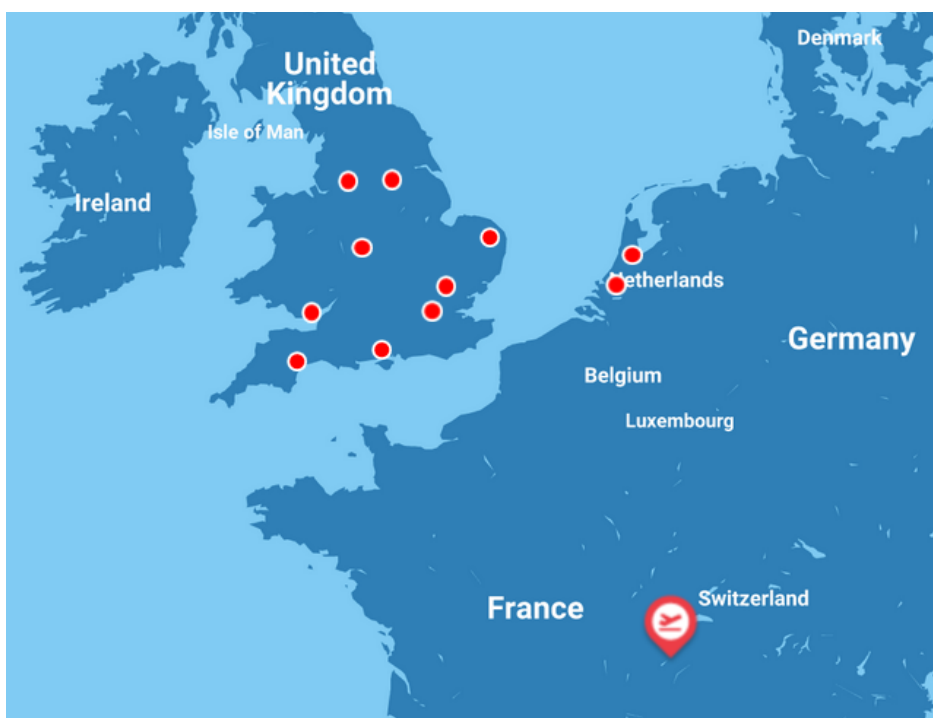 Denmark
United
Kingdom
Isle of Man
Ireland
Netherlands
Germany
Belgium
Luxembourg
Switzerland
France